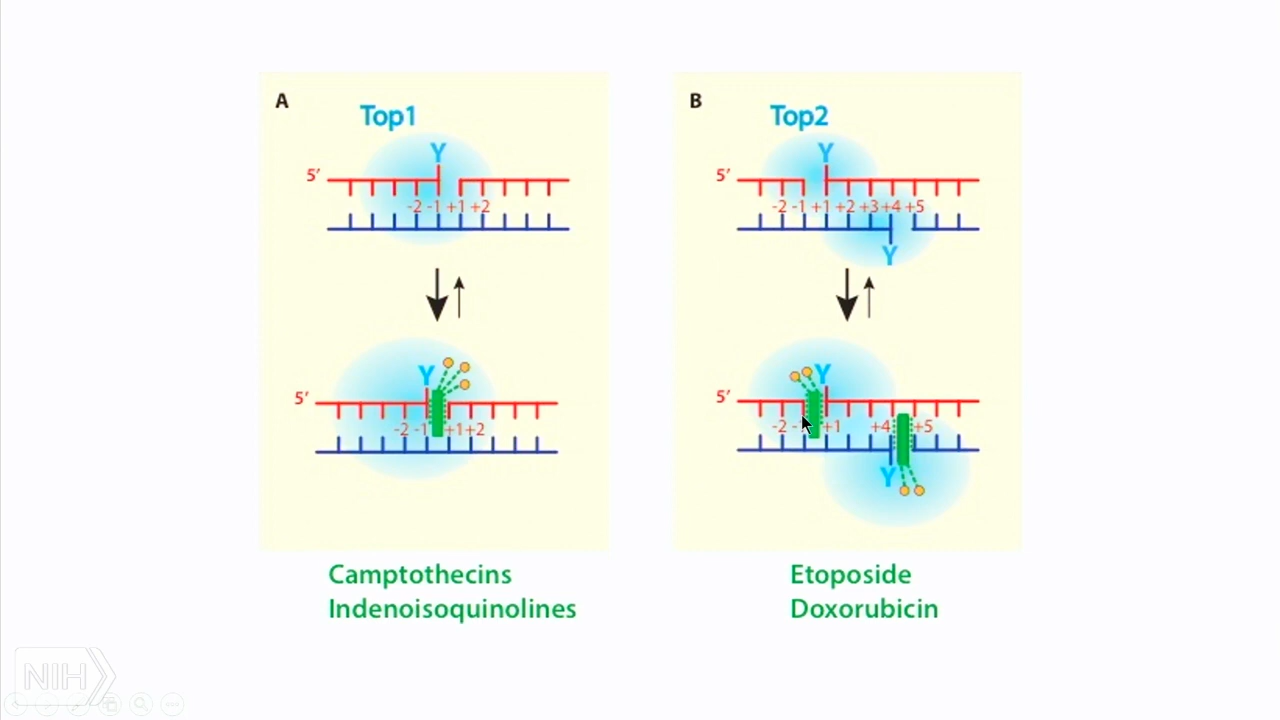 A
Top1
Y
5′
-2 -1 +1 +2
Y
5′
-2 -1 +1 +2
Camptothecins
Indenoisoquinolines
B
Top2
Y
5′
-2 -1 +1 +2 +3 +4 +5
Y
Y
5′
-2 +1 +4 +5
Y
Etoposide
Doxorubicin
NIH